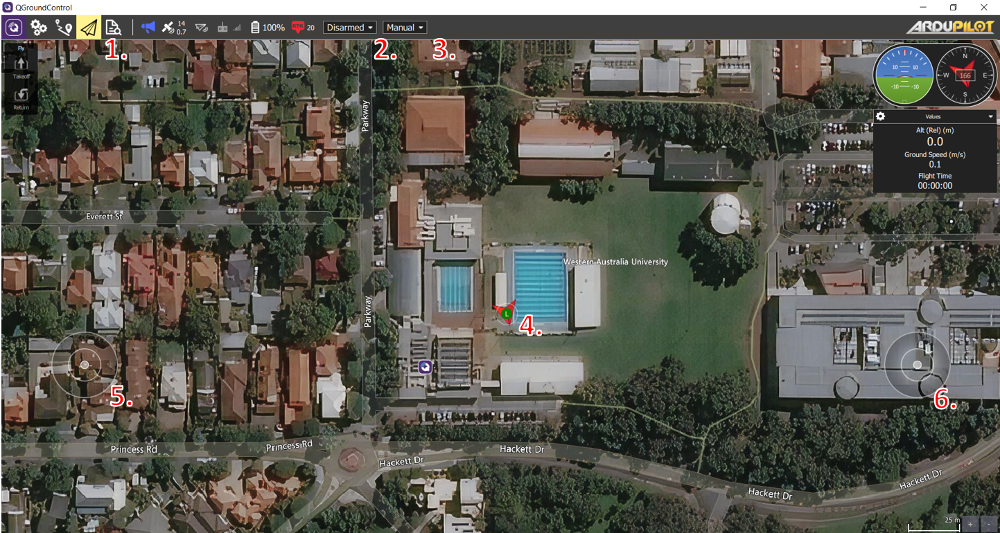 QGroundControl
14
0.7
100%
RTK 20
Disarmed
Manual
ARDUPILOT
1.
2.
3.
Fly
Takeoff
Return
10 10
-10 -10
N
W 166 E
S
Values
Alt (Rel) (m)
0.0
Ground Speed (m/s)
0.1
Flight Time
00:00:00
Parkway
Everett St
Western Australia University
Parkway
L
4.
5.
6.
Princess Rd
Princess Rd
Hackett Dr
Hackett Dr
Hackett Dr
Hackett Dr
25 m
+ -